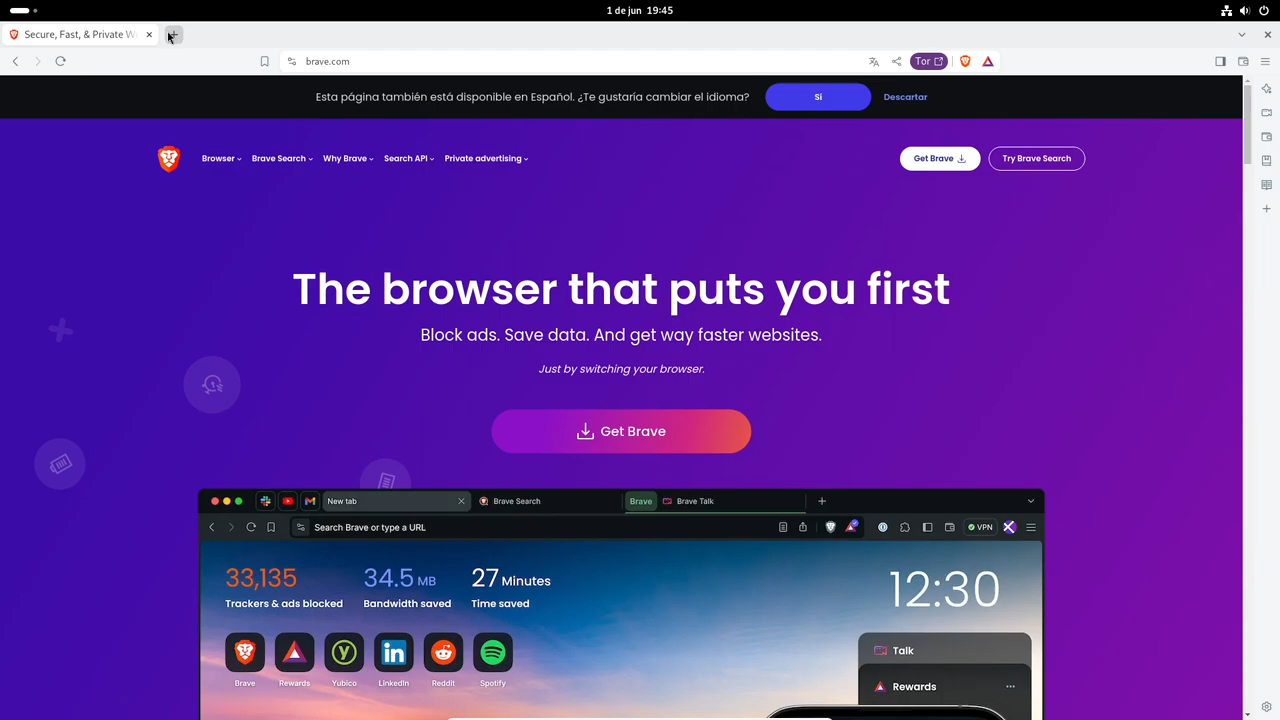 1 de jun 19:45
Secure, Fast, & Private W
brave.com
Tor
Esta página también está disponible en Español. ¿Te gustaría cambiar el idioma?
Sí
Descartar
Browser
Brave Search
Why Brave
Search API
Private advertising
Get Brave
Try Brave Search
The browser that puts you first
Block ads. Save data. And get way faster websites.
Just by switching your browser.
Get Brave
New tab
Brave Search
Brave
Brave Talk
Search Brave or type a URL
VPN
33,135
34.5 MB
27 Minutes
12:30
Trackers & ads blocked
Bandwidth saved
Time saved
Talk
Brave
Rewards
Yubico
LinkedIn
Reddit
Spotify
Rewards